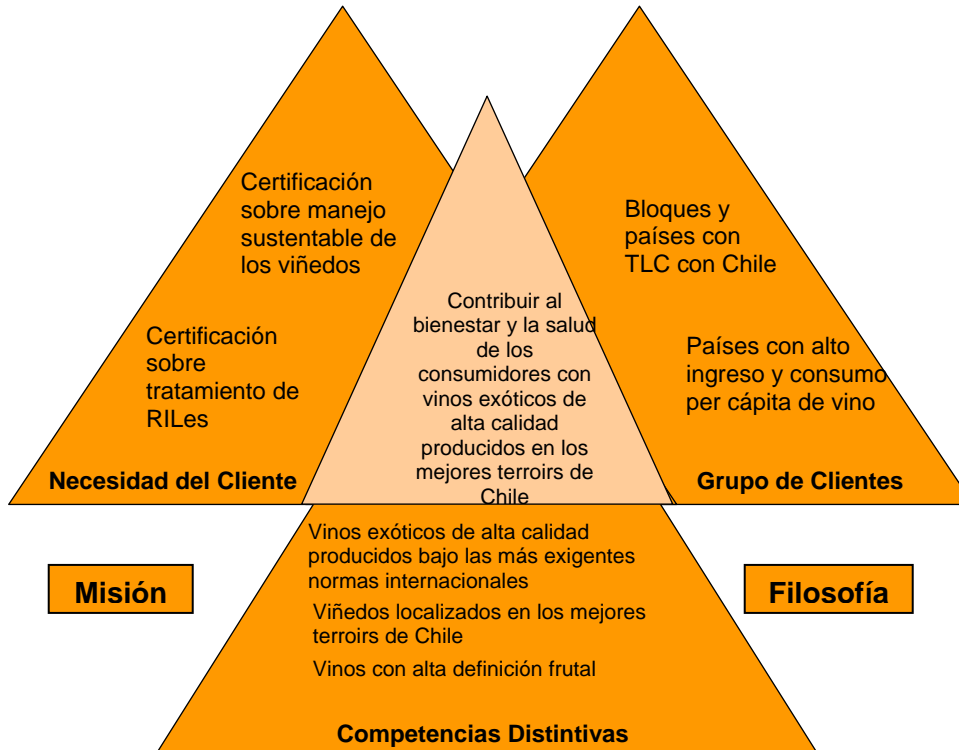 Certificación
sobre manejo
sustentable de
los viñedos
Certificación
sobre
tratamiento de
RILes
Necesidad del Cliente
Contribuir al
bienestar y la salud
de los
consumidores con
vinos exóticos de
alta calidad
producidos en los
mejores terroirs de
Chile
Bloques y
países con
TLC con Chile
Países con alto
ingreso y consumo
per cápita de vino
Grupo de Clientes
Misión
Filosofía
Vinos exóticos de alta calidad
producidos bajo las más exigentes
normas internacionales
Viñedos localizados en los mejores
terroirs de Chile
Vinos con alta definición frutal
Competencias Distintivas